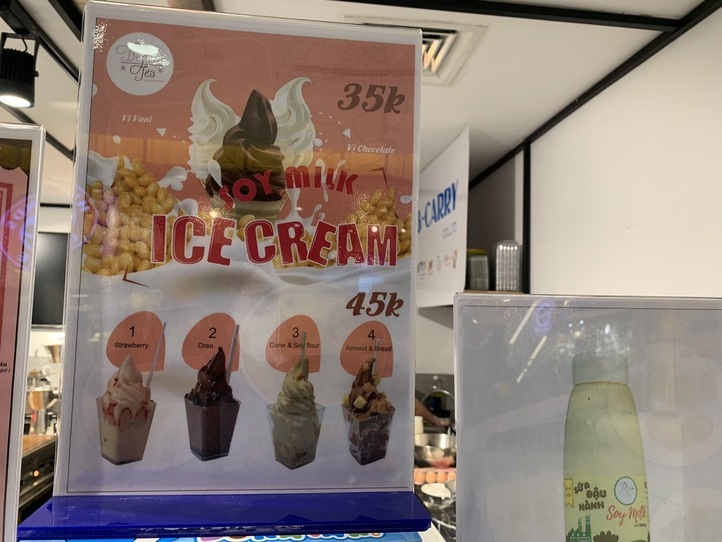 Tea
35k
Vị Vani
Vị Chocolate
SOY MILK
ICE CREAM
45k
1
Strawberry
2
Oreo
3
Cone & Soy flour
4
Almond & Bread
B-CARRY
SỮA
ĐẬU
NÀNH
Soy Milk